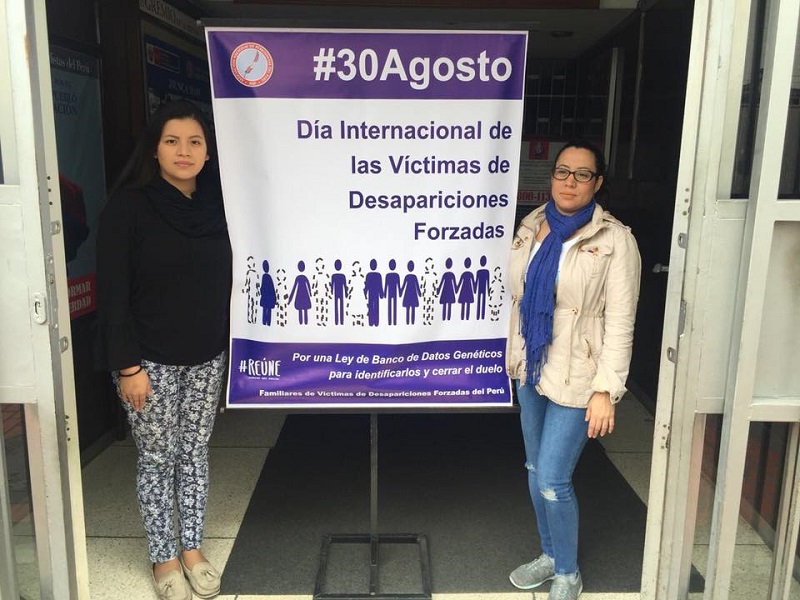 #30Agosto
Día Internacional de
las Víctimas de
Desapariciones
Forzadas
#REÚNE
Por una Ley de Banco de Datos Genéticos
para identificarlos y cerrar el duelo
Familiares de Víctimas de Desapariciones Forzadas del Perú